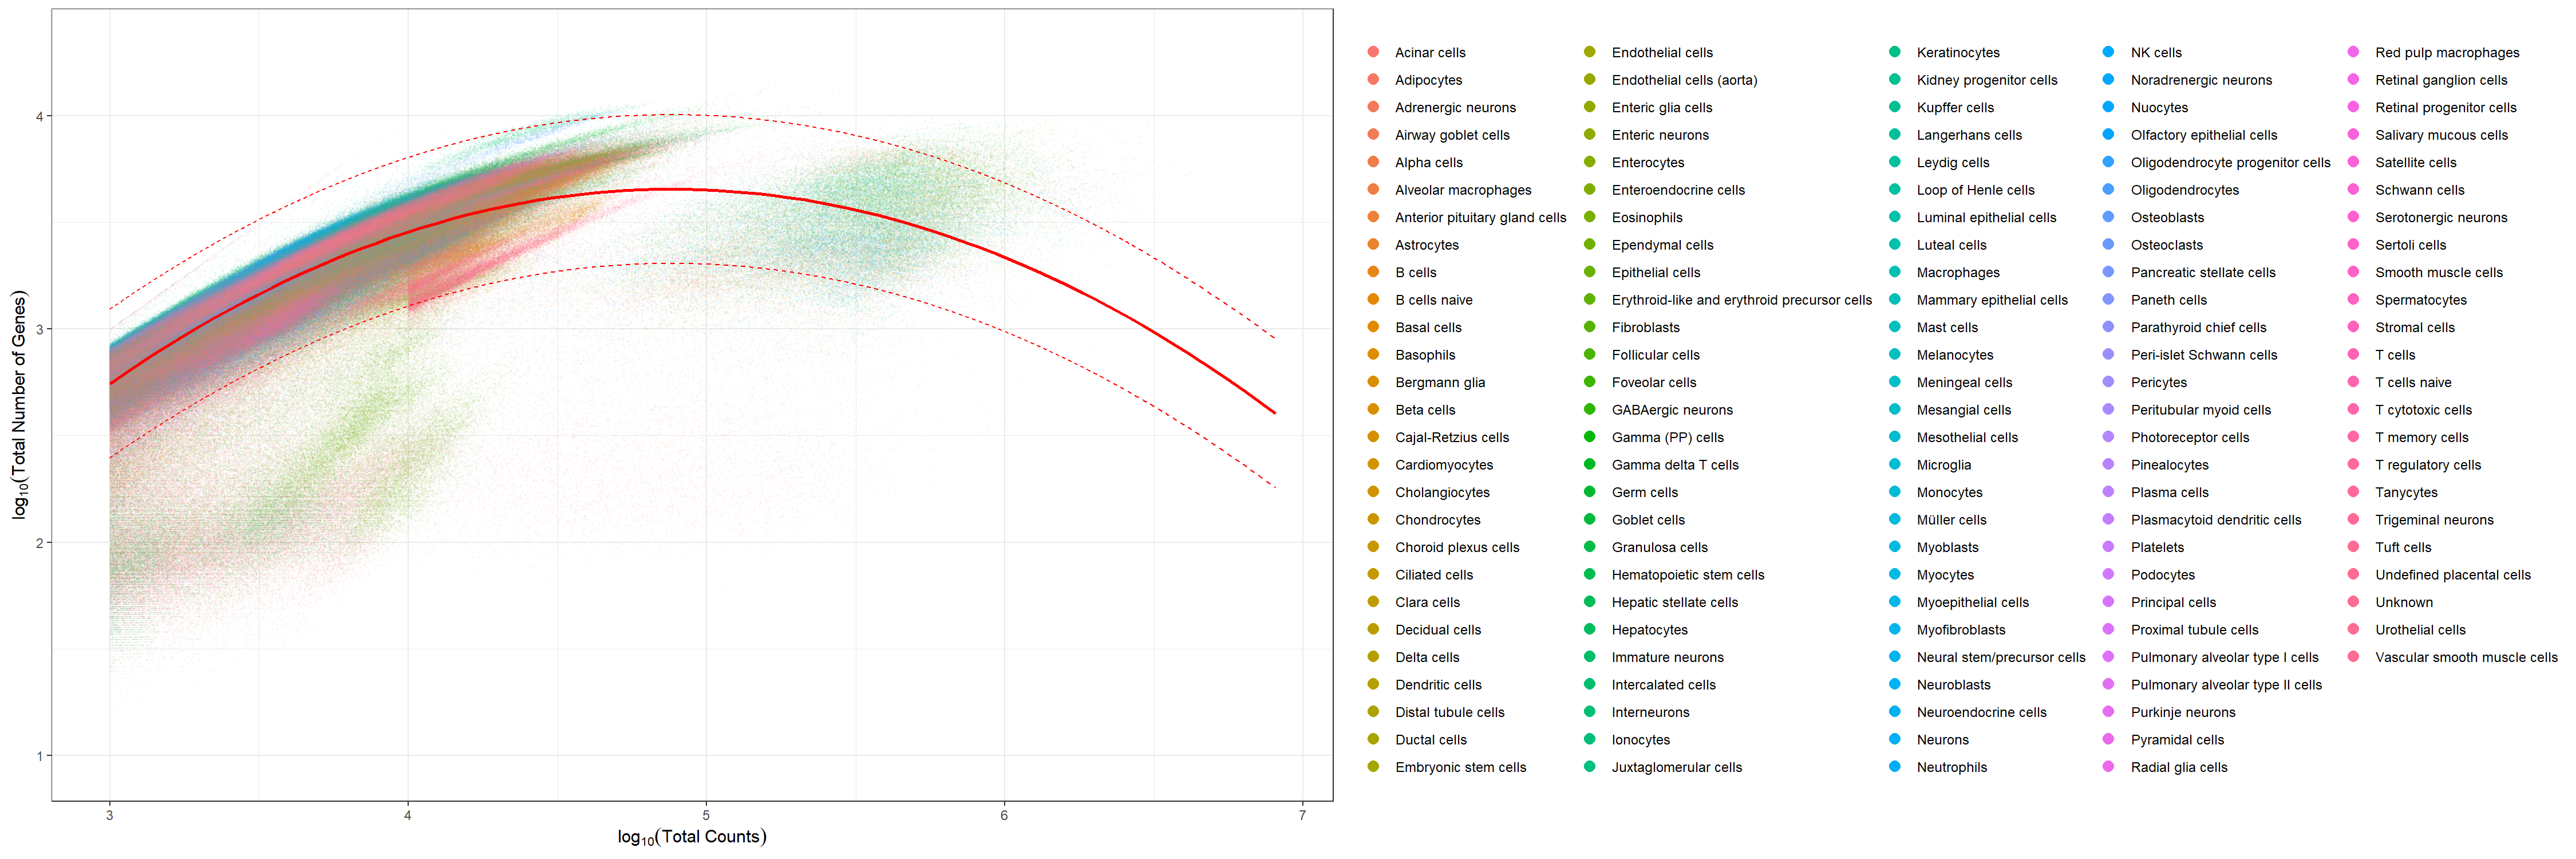 4
3
2
1
log10(Total Number of Genes)
3
4
5
6
7
log10(Total Counts)
Acinar cells
Adipocytes
Adrenergic neurons
Airway goblet cells
Alpha cells
Alveolar macrophages
Anterior pituitary gland cells
Astrocytes
B cells
B cells naive
Basal cells
Basophils
Bergmann glia
Beta cells
Cajal-Retzius cells
Cardiomyocytes
Cholangiocytes
Chondrocytes
Choroid plexus cells
Ciliated cells
Clara cells
Decidual cells
Delta cells
Dendritic cells
Distal tubule cells
Ductal cells
Embryonic stem cells
Endothelial cells
Endothelial cells (aorta)
Enteric glia cells
Enteric neurons
Enterocytes
Enteroendocrine cells
Eosinophils
Ependymal cells
Epithelial cells
Erythroid-like and erythroid precursor cells
Fibroblasts
Follicular cells
Foveolar cells
GABAergic neurons
Gamma (PP) cells
Gamma delta T cells
Germ cells
Goblet cells
Granulosa cells
Hematopoietic stem cells
Hepatic stellate cells
Hepatocytes
Immature neurons
Intercalated cells
Interneurons
Ionocytes
Juxtaglomerular cells
Keratinocytes
Kidney progenitor cells
Kupffer cells
Langerhans cells
Leydig cells
Loop of Henle cells
Luminal epithelial cells
Luteal cells
Macrophages
Mammary epithelial cells
Mast cells
Melanocytes
Meningeal cells
Mesangial cells
Mesothelial cells
Microglia
Monocytes
Müller cells
Myoblasts
Myocytes
Myoepithelial cells
Myofibroblasts
Neural stem/precursor cells
Neuroblasts
Neuroendocrine cells
Neurons
Neutrophils
NK cells
Noradrenergic neurons
Nuocytes
Olfactory epithelial cells
Oligodendrocyte progenitor cells
Oligodendrocytes
Osteoblasts
Osteoclasts
Pancreatic stellate cells
Paneth cells
Parathyroid chief cells
Peri-islet Schwann cells
Pericytes
Peritubular myoid cells
Photoreceptor cells
Pinealocytes
Plasma cells
Plasmacytoid dendritic cells
Platelets
Podocytes
Principal cells
Proximal tubule cells
Pulmonary alveolar type I cells
Pulmonary alveolar type II cells
Purkinje neurons
Pyramidal cells
Radial glia cells
Red pulp macrophages
Retinal ganglion cells
Retinal progenitor cells
Salivary mucous cells
Satellite cells
Schwann cells
Serotonergic neurons
Sertoli cells
Smooth muscle cells
Spermatocytes
Stromal cells
T cells
T cells naive
T cytotoxic cells
T memory cells
T regulatory cells
Tanycytes
Trigeminal neurons
Tuft cells
Undefined placental cells
Unknown
Urothelial cells
Vascular smooth muscle cells